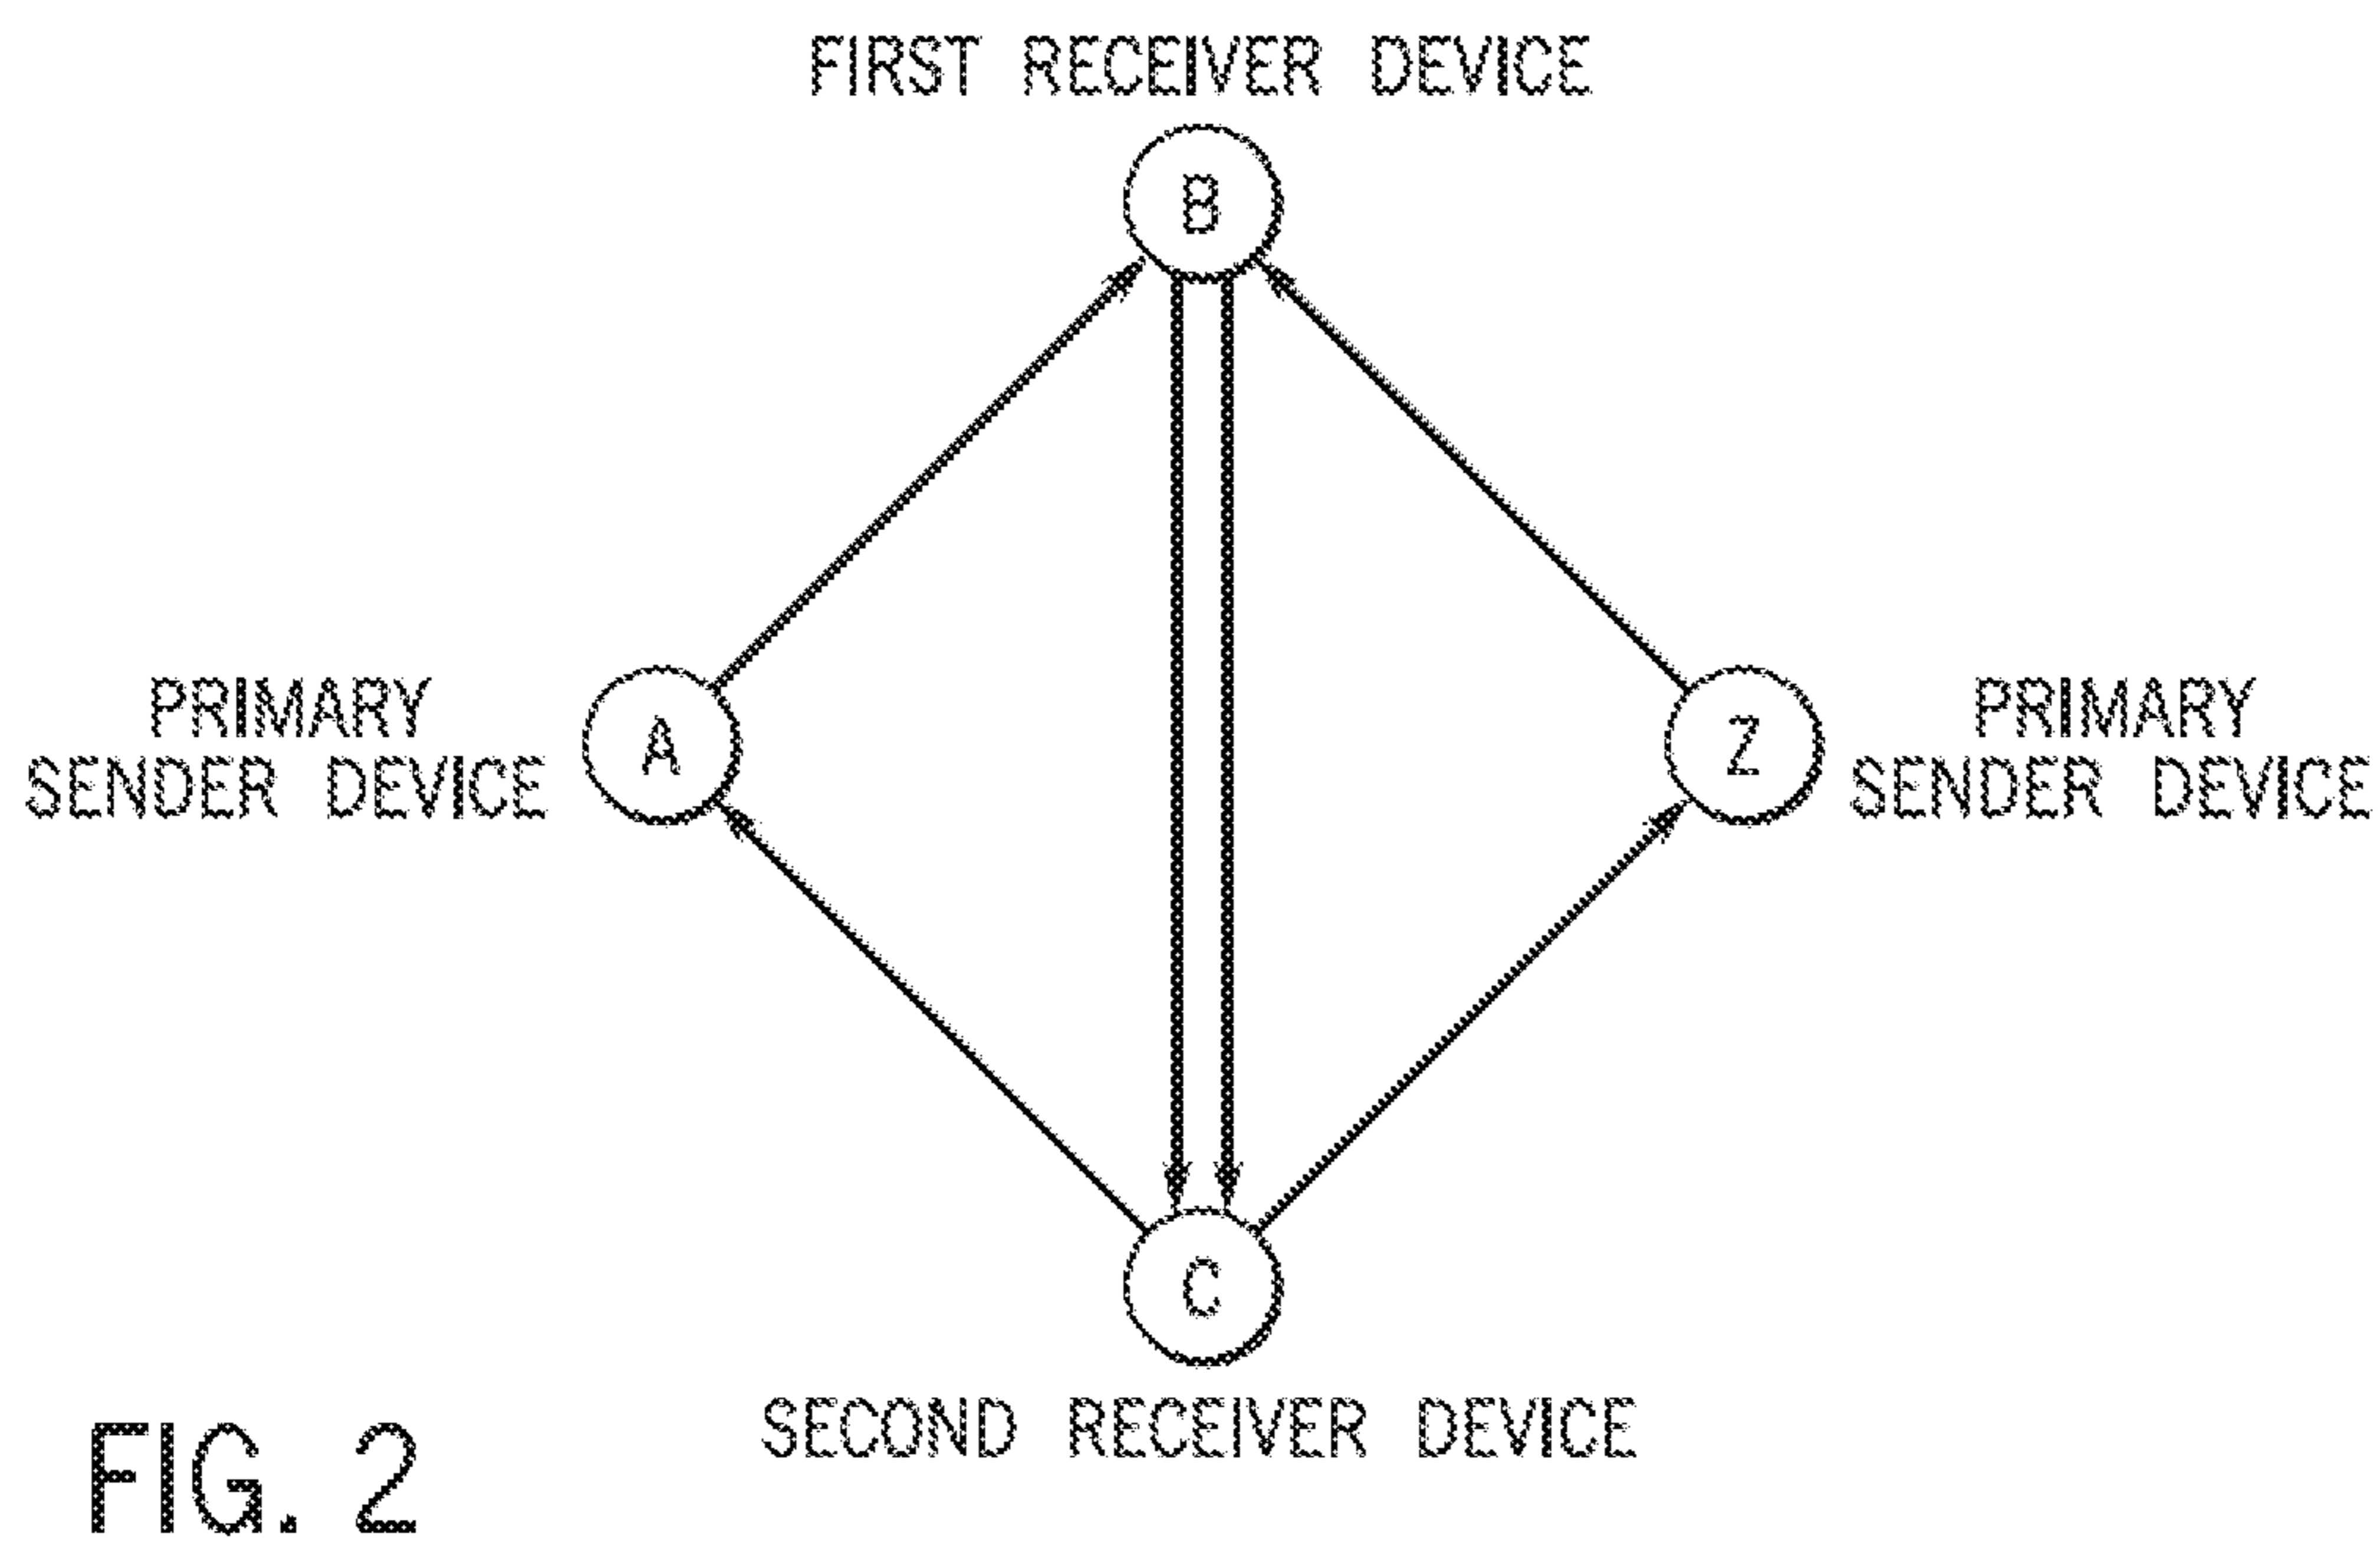 FIRST RECEIVER DEVICE
B
PRIMARY
SENDER DEVICE
A
Z
PRIMARY
SENDER DEVICE
C
SECOND RECEIVER DEVICE
FIG. 2